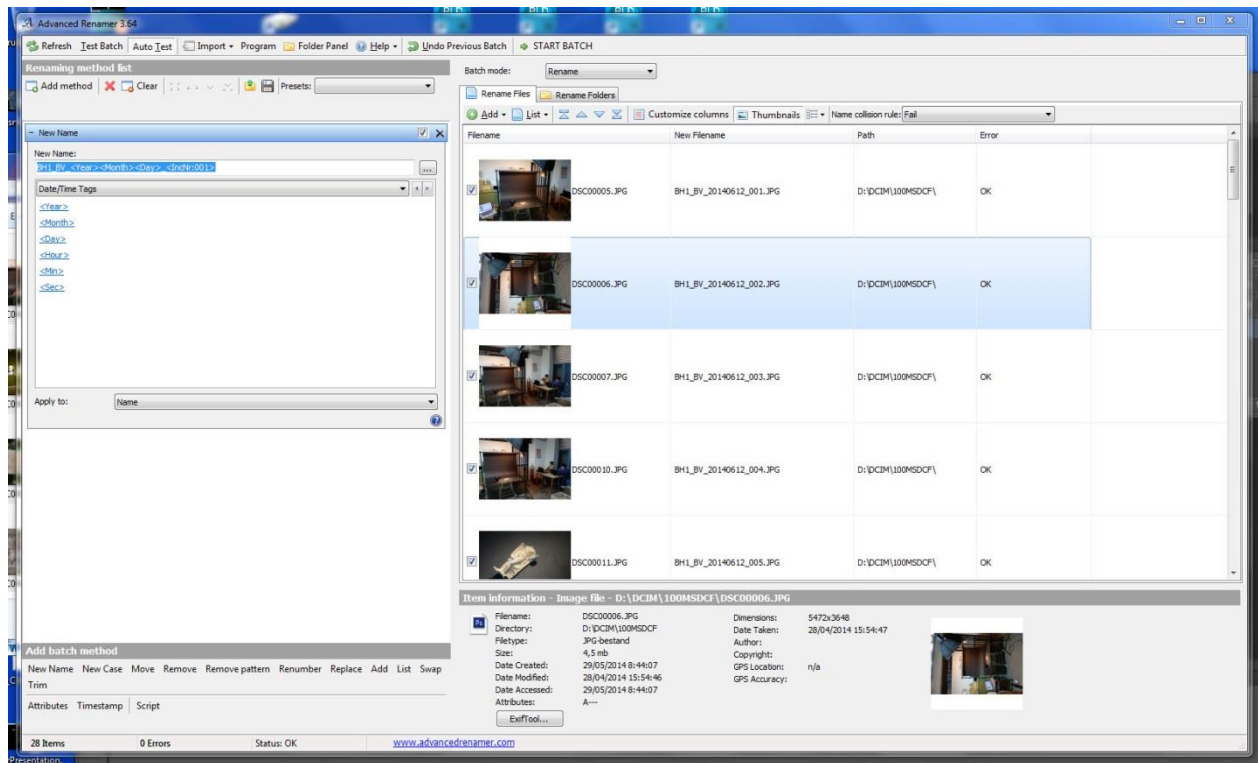 Advanced Renamer 3.64
Refresh Test Batch Auto Test Import Program Folder Panel Help Undo Previous Batch START BATCH
Renaming method list
Add method Clear Presets:
New Name
New Name:
BH1_BV_<Year><Month><Day>_<IncNr:001>
Date/Time Tags
<Year>
<Month>
<Day>
<Hour>
<Min>
<Sec>
Apply to: Name
Batch mode: Rename
Rename Files Rename Folders
Add List Customize columns Thumbnails Name collision rule: Fail
Filename New Filename Path Error
DSC00005.JPG BH1_BV_20140612_001.JPG D:\DCIM\100MSDCF\ OK
DSC00006.JPG BH1_BV_20140612_002.JPG D:\DCIM\100MSDCF\ OK
DSC00007.JPG BH1_BV_20140612_003.JPG D:\DCIM\100MSDCF\ OK
DSC00010.JPG BH1_BV_20140612_004.JPG D:\DCIM\100MSDCF\ OK
DSC00011.JPG BH1_BV_20140612_005.JPG D:\DCIM\100MSDCF\ OK
Item information - Image file - D:\DCIM\100MSDCF\DSC00006.JPG
Filename: DSC00006.JPG
Directory: D:\DCIM\100MSDCF
Filetype: JPG-bestand
Size: 4,5 mb
Date Created: 29/05/2014 8:44:07
Date Modified: 28/04/2014 15:54:46
Date Accessed: 29/05/2014 8:44:07
Attributes: A---
ExifTool...
Dimensions: 5472x3648
Date Taken: 28/04/2014 15:54:47
Author:
Copyright:
GPS Location: n/a
GPS Accuracy:
Add batch method
New Name New Case Move Remove Remove pattern Renumber Replace Add List Swap
Trim
Attributes Timestamp Script
28 Items 0 Errors Status: OK www.advancedrenamer.com